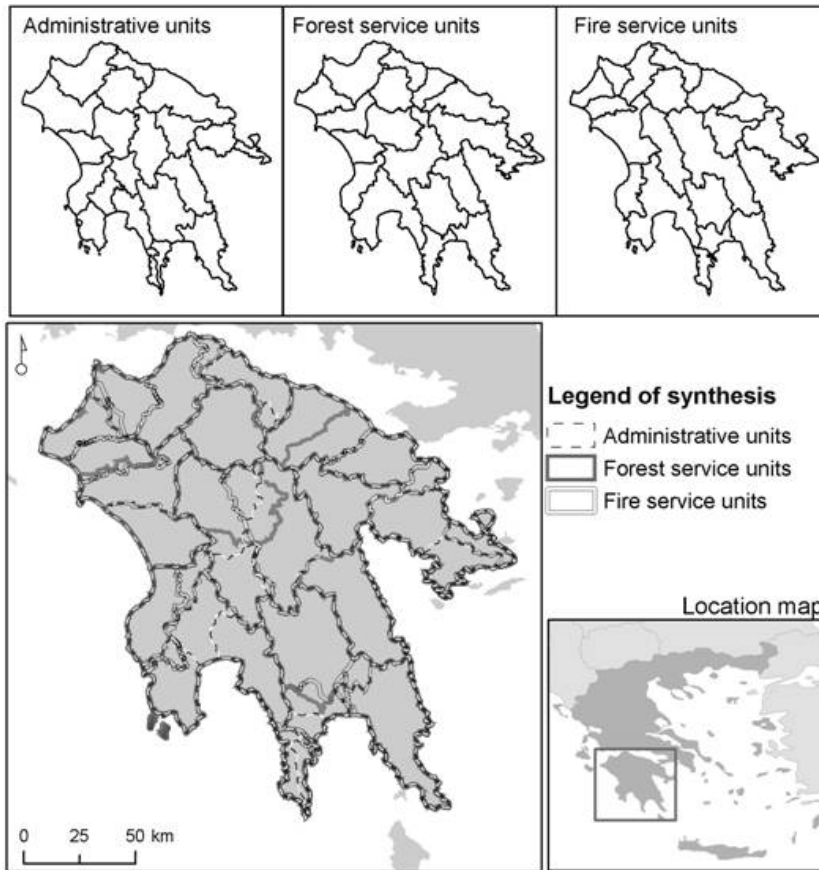 Administrative units
Forest service units
Fire service units
Legend of synthesis
Administrative units
Forest service units
Fire service units
Location map
0 25 50 km